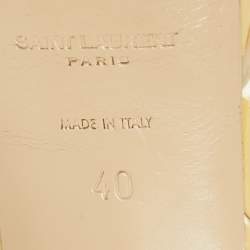 SAINT LAURENT
PARIS
MADE IN ITALY
40